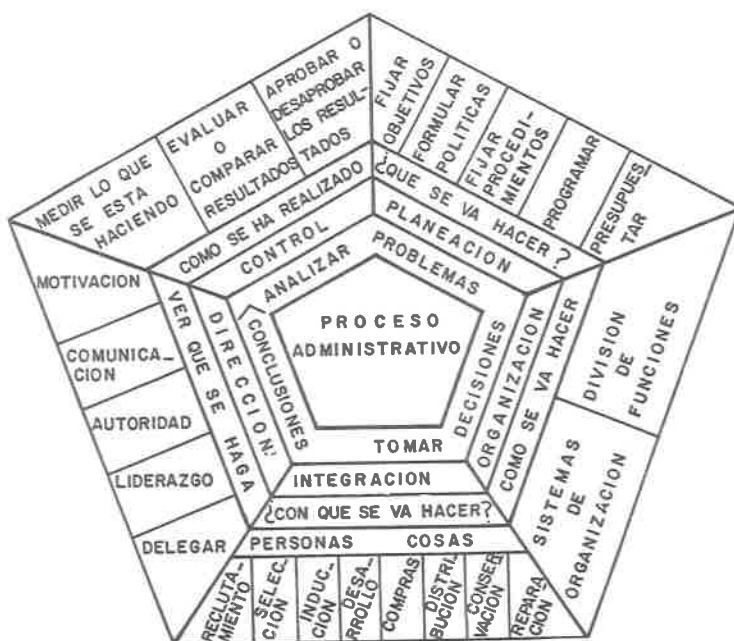 APROBAR O
DESAPROBAR
LOS RESUL-
TADOS
EVALUAR
O
COMPARAR
RESULTADOS
MEDIR LO QUE
SE ESTA
HACIENDO
FIJAR
OBJETIVOS
FORMULAR
POLITICAS
FIJAR
PROCEDI-
MIENTOS
PROGRAMAR
PRESUPUES
TAR
COMO SE HA REALIZADO
¿QUE SE VA HACER?
CONTROL
PLANEACION
ANALIZAR
PROBLEMAS
PROCESO
ADMINISTRATIVO
MOTIVACION
COMUNICA-
CION
AUTORIDAD
LIDERAZGO
DELEGAR
VER QUE SE HAGA
DIRECCION:
CONCLUSIONES
DECISIONES
ORGANIZACION
COMO SE VA HACER
DIVISION
DE
FUNCIONES
SISTEMAS
DE
ORGANIZACION
TOMAR
INTEGRACION
¿CON QUE SE VA HACER?
PERSONAS COSAS
RECLUTA-
MIENTO
SELEC-
CION
INDUC-
CION
DESA-
RROLLO
COMPRAS
DISTRI-
BUCIÓN
CONSER-
VACION
REPARA
CION